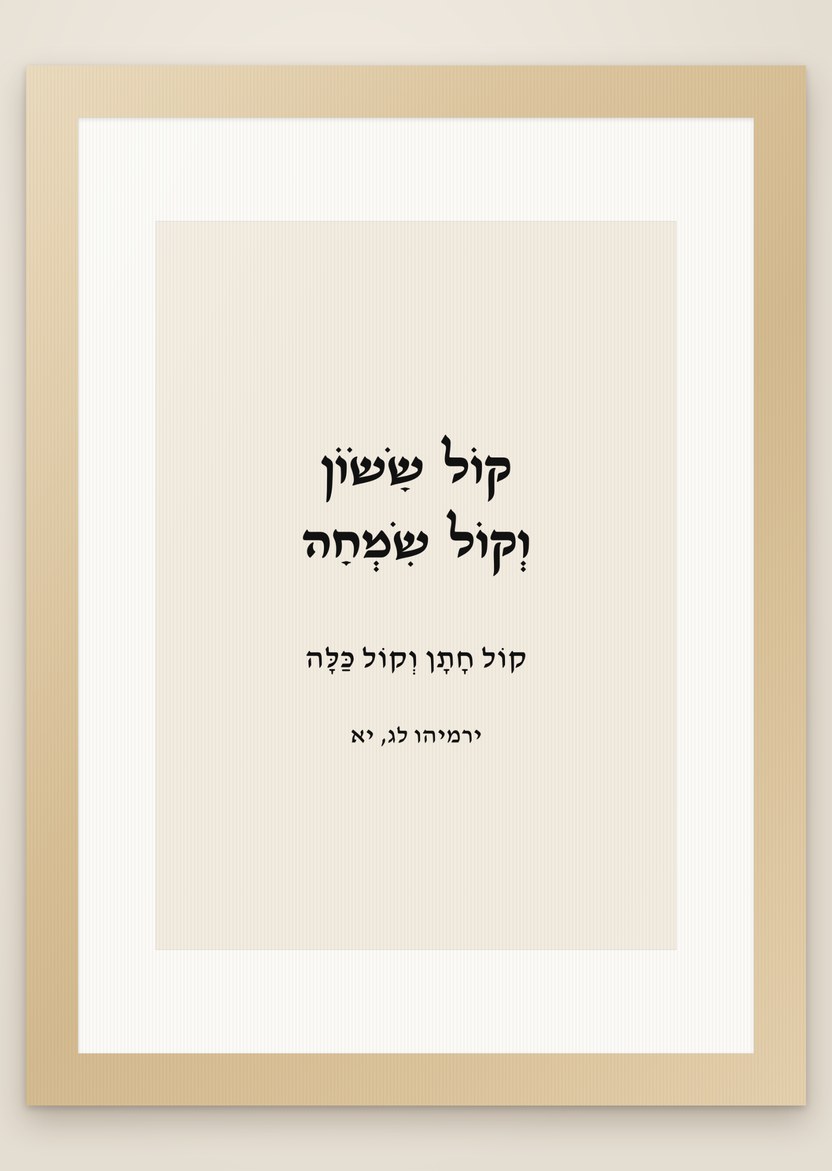 קוֹל שָׂשׂוֹן
וְקוֹל שִׂמְחָה
קוֹל חָתָן וְקוֹל כַּלָּה
ירמיהו לג, יא